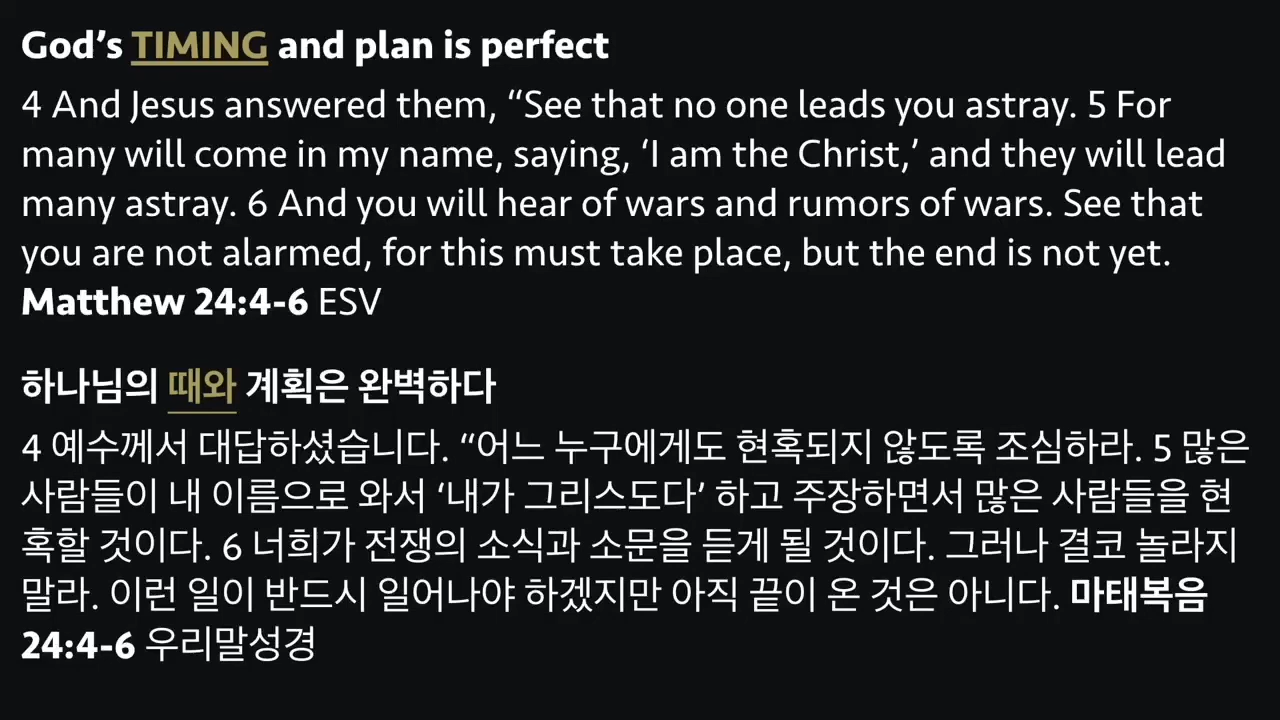 God’s TIMING and plan is perfect
4 And Jesus answered them, “See that no one leads you astray. 5 For
many will come in my name, saying, ‘I am the Christ,’ and they will lead
many astray. 6 And you will hear of wars and rumors of wars. See that
you are not alarmed, for this must take place, but the end is not yet.
Matthew 24:4-6 ESV
하나님의 때와 계획은 완벽하다
4 예수께서 대답하셨습니다. “어느 누구에게도 현혹되지 않도록 조심하라. 5 많은
사람들이 내 이름으로 와서 ‘내가 그리스도다’ 하고 주장하면서 많은 사람들을 현
혹할 것이다. 6 너희가 전쟁의 소식과 소문을 듣게 될 것이다. 그러나 결코 놀라지
말라. 이런 일이 반드시 일어나야 하겠지만 아직 끝이 온 것은 아니다. 마태복음
24:4-6 우리말성경